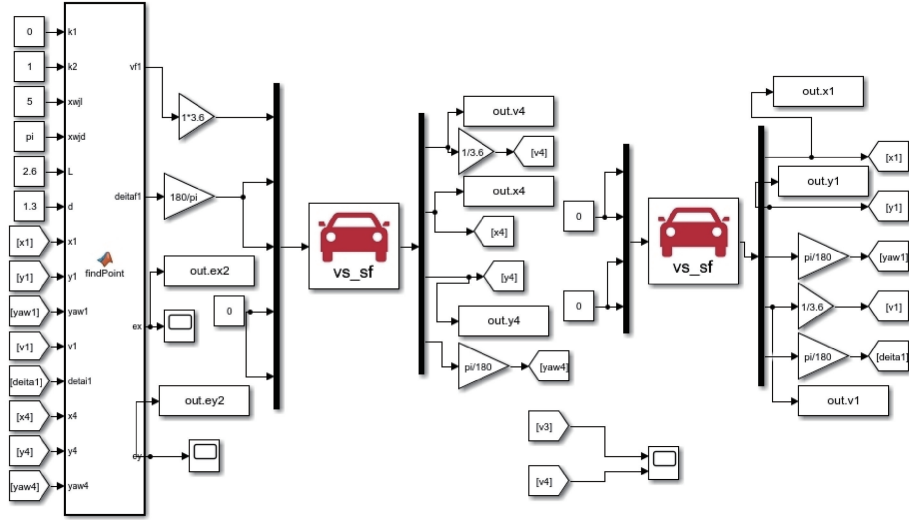 0
k1
1
k2
vf1
5
xwjl
pi
xwjd
2.6
L
1.3
d
deitaf1
[x1]
x1
findPoint
[y1]
y1
[yaw1]
yaw1
ex
[v1]
v1
[deita1]
detai1
[x4]
x4
[y4]
y4
ey
[yaw4]
yaw4
1*3.6
180/pi
out.ex2
0
out.ey2
vs_sf
out.v4
1/3.6
[v4]
out.x4
[x4]
[y4]
out.y4
pi/180
[yaw4]
[v3]
[v4]
0
0
vs_sf
out.x1
[x1]
out.y1
[y1]
pi/180
[yaw1]
1/3.6
[v1]
pi/180
[deita1]
out.v1